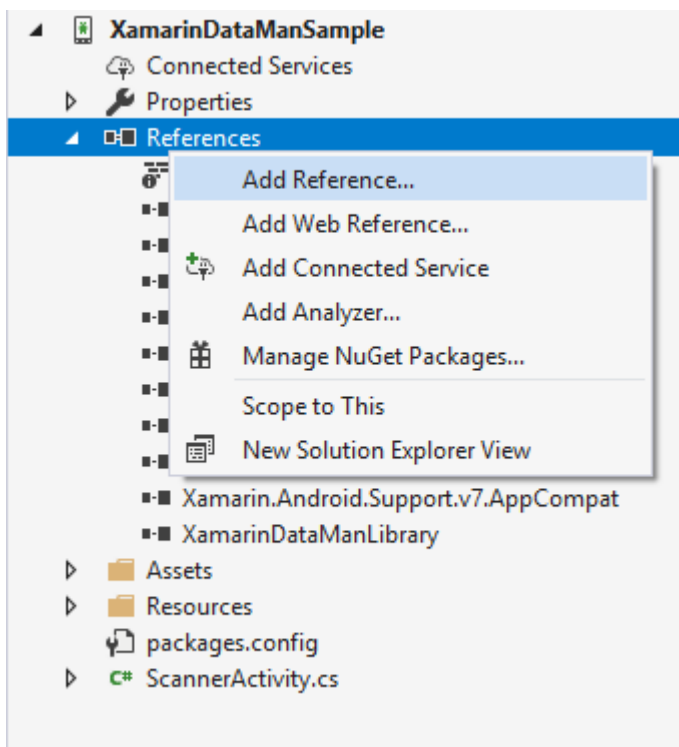 XamarinDataManSample
Connected Services
Properties
References
Add Reference...
Add Web Reference...
Add Connected Service
Add Analyzer...
Manage NuGet Packages...
Scope to This
New Solution Explorer View
Xamarin.Android.Support.v7.AppCompat
XamarinDataManLibrary
Assets
Resources
packages.config
C# ScannerActivity.cs